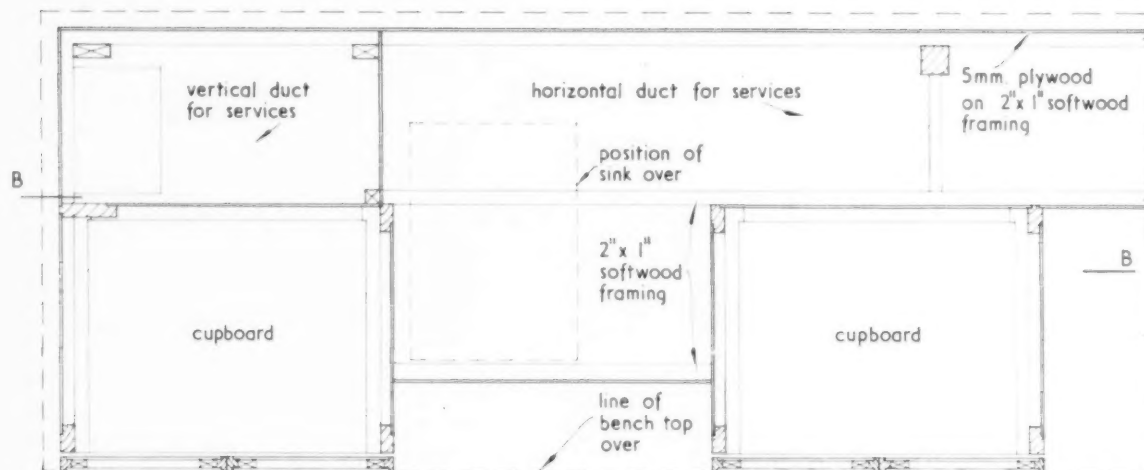 vertical duct
for services
horizontal duct for services
5mm. plywood
on 2"x 1" softwood
framing
position of
sink over
B
2"x 1"
softwood
framing
B
cupboard
cupboard
line of
bench top
over